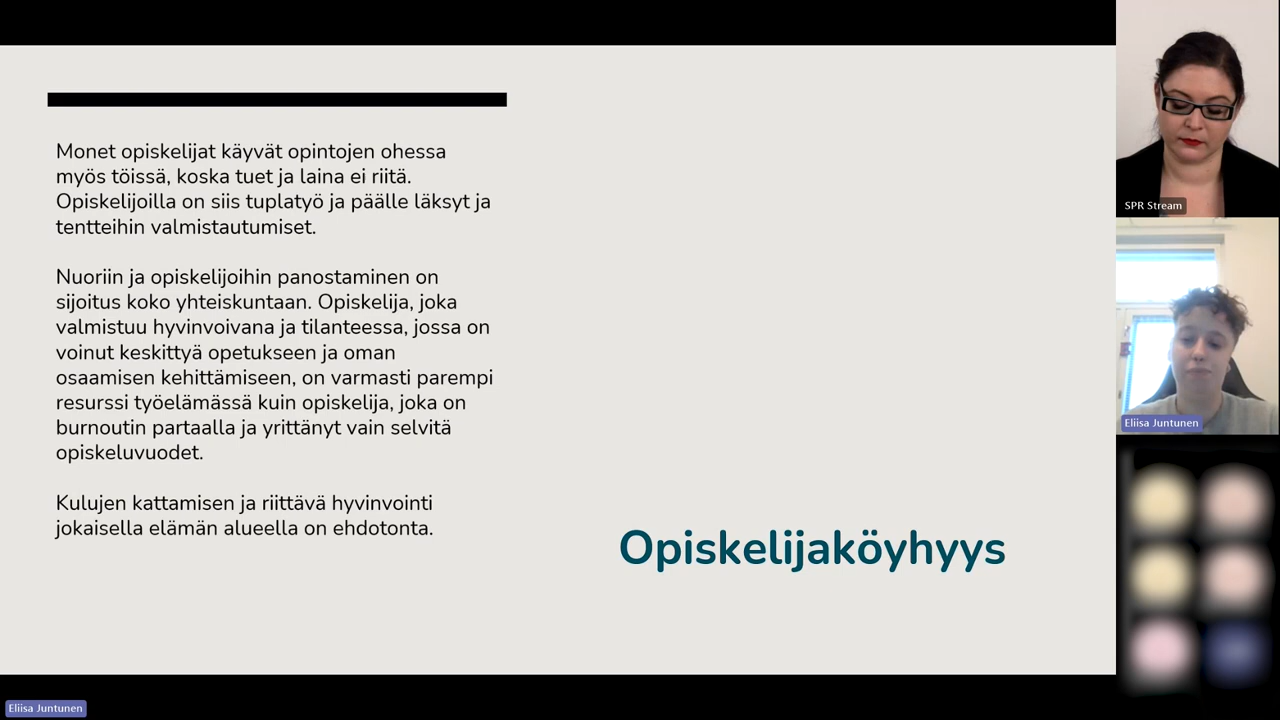 Monet opiskelijat käyvät opintojen ohessa
myös töissä, koska tuet ja laina ei riitä.
Opiskelijoilla on siis tuplatyö ja päälle läksyt ja
tentteihin valmistautumiset.
Nuoriin ja opiskelijoihin panostaminen on
sijoitus koko yhteiskuntaan. Opiskelija, joka
valmistuu hyvinvoivana ja tilanteessa, jossa on
voinut keskittyä opetukseen ja oman
osaamisen kehittämiseen, on varmasti parempi
resurssi työelämässä kuin opiskelija, joka on
burnoutin partaalla ja yrittänyt vain selvitä
opiskeluvuodet.
Kulujen kattamisen ja riittävä hyvinvointi
jokaisella elämän alueella on ehdotonta.
Opiskelijaköyhyys
SPR Stream
Eliisa Juntunen
Eliisa Juntunen